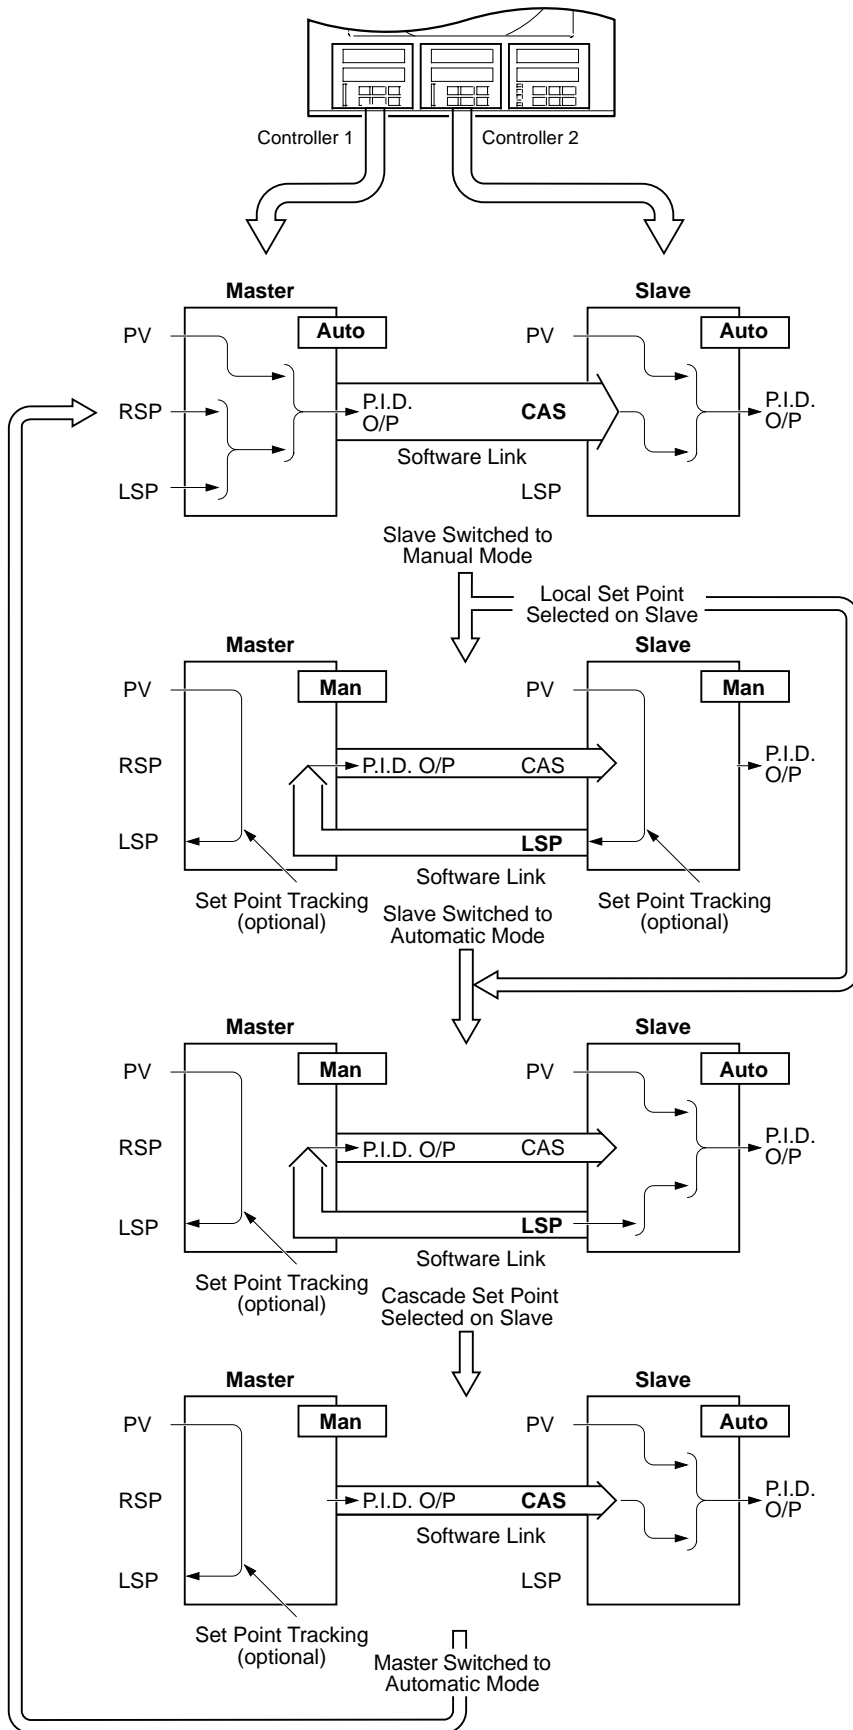 Controller 1
Controller 2
Master
Slave
PV
Auto
PV
Auto
RSP
P.I.D.
O/P
CAS
P.I.D.
O/P
Software Link
LSP
LSP
Slave Switched to
Manual Mode
Local Set Point
Selected on Slave
Master
Slave
PV
Man
PV
Man
RSP
P.I.D. O/P
CAS
P.I.D.
O/P
LSP
LSP
Software Link
Set Point Tracking
(optional)
Set Point Tracking
(optional)
Slave Switched to
Automatic Mode
Master
Slave
PV
Man
PV
Auto
RSP
P.I.D. O/P
CAS
P.I.D.
O/P
LSP
LSP
Software Link
Set Point Tracking
(optional)
Cascade Set Point
Selected on Slave
Master
Slave
PV
Man
PV
Auto
RSP
P.I.D. O/P
CAS
P.I.D.
O/P
Software Link
LSP
LSP
Set Point Tracking
(optional)
Master Switched to
Automatic Mode